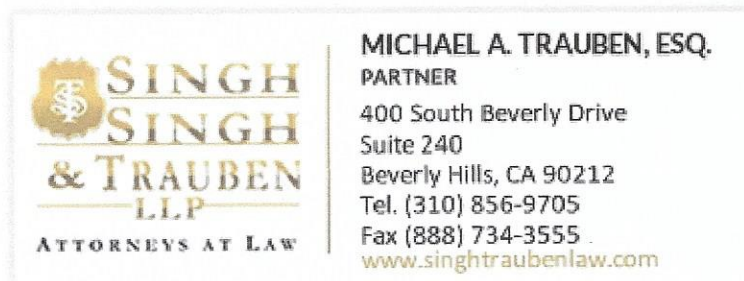 SINGH
SINGH
& TRAUBEN
LLP
ATTORNEYS AT LAW
MICHAEL A. TRAUBEN, ESQ.
PARTNER
400 South Beverly Drive
Suite 240
Beverly Hills, CA 90212
Tel. (310) 856-9705
Fax (888) 734-3555
www.singhtraubenlaw.com